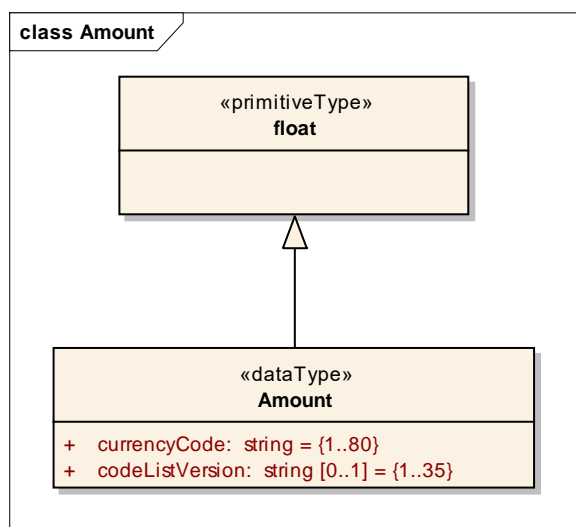 class Amount
«primitiveType»
float
«dataType»
Amount
+ currencyCode: string = {1..80}
+ codeListVersion: string [0..1] = {1..35}